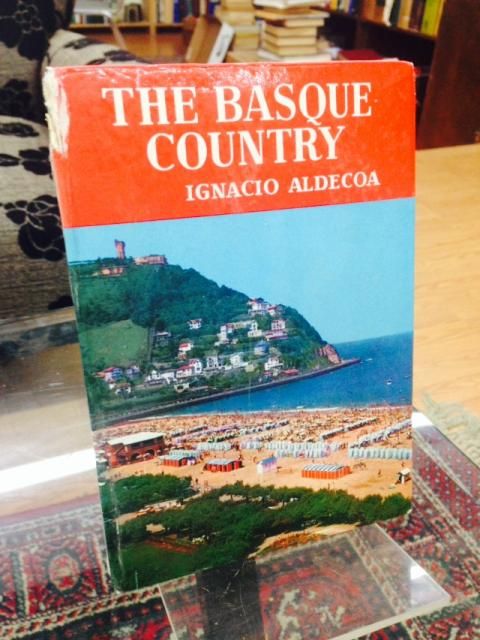 THE BASQUE
COUNTRY
IGNACIO ALDECOA